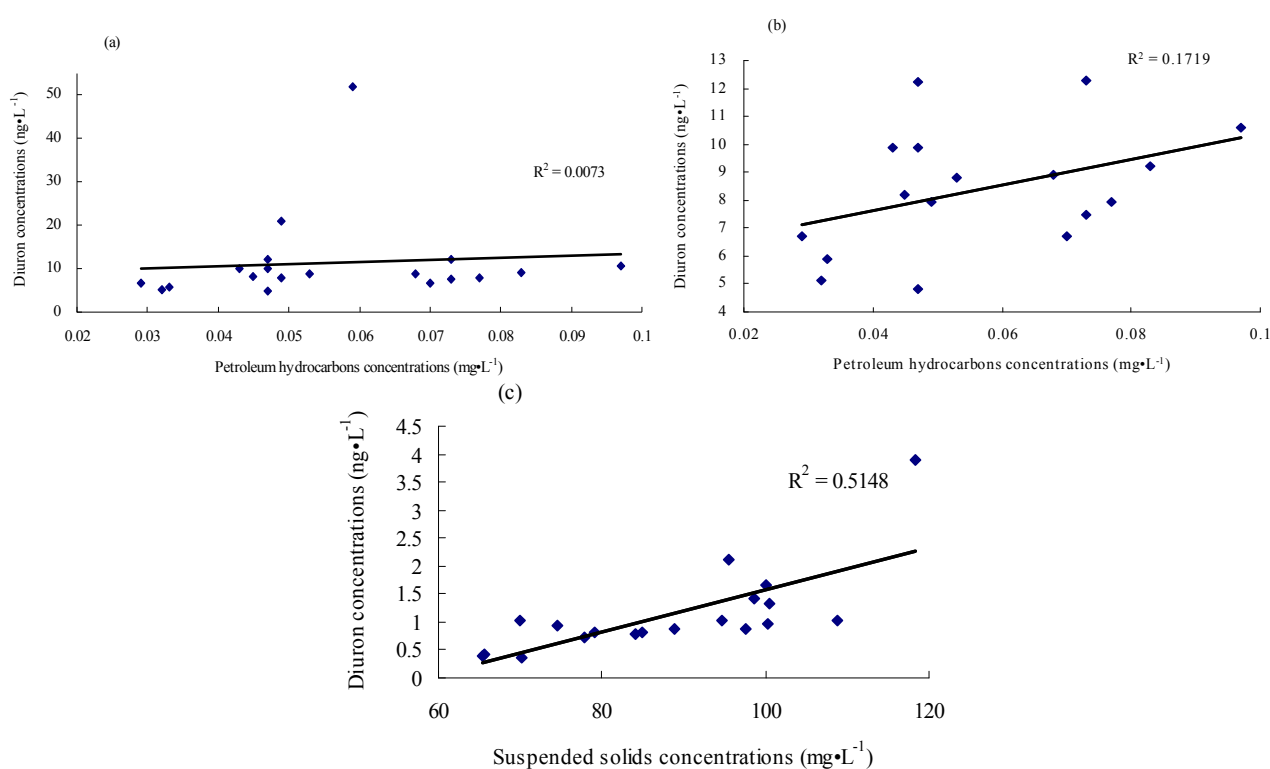 (a)
Diuron concentrations (ng•L⁻¹)
50
40
30
20
10
0
R² = 0.0073
0.02 0.03 0.04 0.05 0.06 0.07 0.08 0.09 0.1
Petroleum hydrocarbons concentrations (mg•L⁻¹)
(b)
Diuron concentrations (ng•L⁻¹)
13
12
11
10
9
8
7
6
5
4
R² = 0.1719
0.02 0.04 0.06 0.08 0.1
Petroleum hydrocarbons concentrations (mg•L⁻¹)
(c)
Diuron concentrations (ng•L⁻¹)
4.5
4
3.5
3
2.5
2
1.5
1
0.5
0
R² = 0.5148
60 80 100 120
Suspended solids concentrations (mg•L⁻¹)